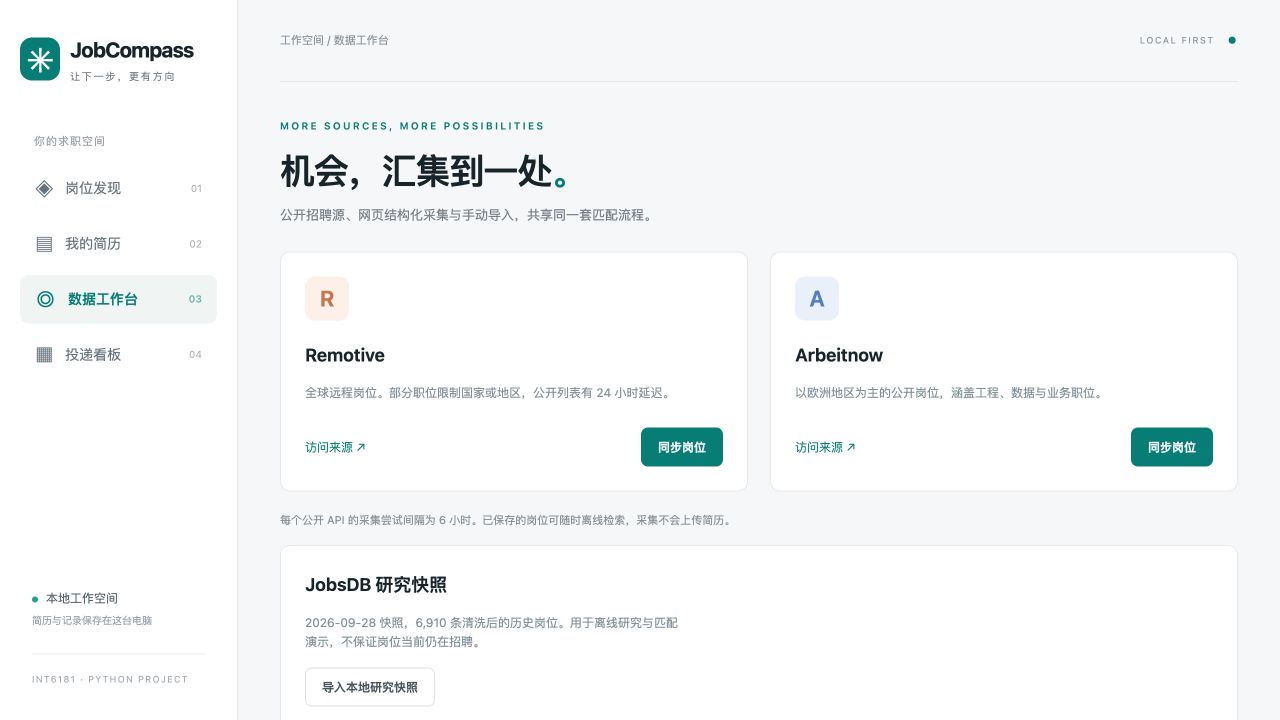 JobCompass
让下一步，更有方向
你的求职空间
岗位发现 01
我的简历 02
数据工作台 03
投递看板 04
本地工作空间
简历与记录保存在这台电脑
INT6181 · PYTHON PROJECT
工作空间 / 数据工作台
LOCAL FIRST
MORE SOURCES, MORE POSSIBILITIES
机会，汇集到一处。
公开招聘源、网页结构化采集与手动导入，共享同一套匹配流程。
R
Remotive
全球远程岗位。部分职位限制国家或地区，公开列表有 24 小时延迟。
访问来源 ↗
同步岗位
A
Arbeitnow
以欧洲地区为主的公开岗位，涵盖工程、数据与业务职位。
访问来源 ↗
同步岗位
每个公开 API 的采集尝试间隔为 6 小时。已保存的岗位可随时离线检索，采集不会上传简历。
JobsDB 研究快照
2026-09-28 快照，6,910 条清洗后的历史岗位。用于离线研究与匹配
演示，不保证岗位当前仍在招聘。
导入本地研究快照